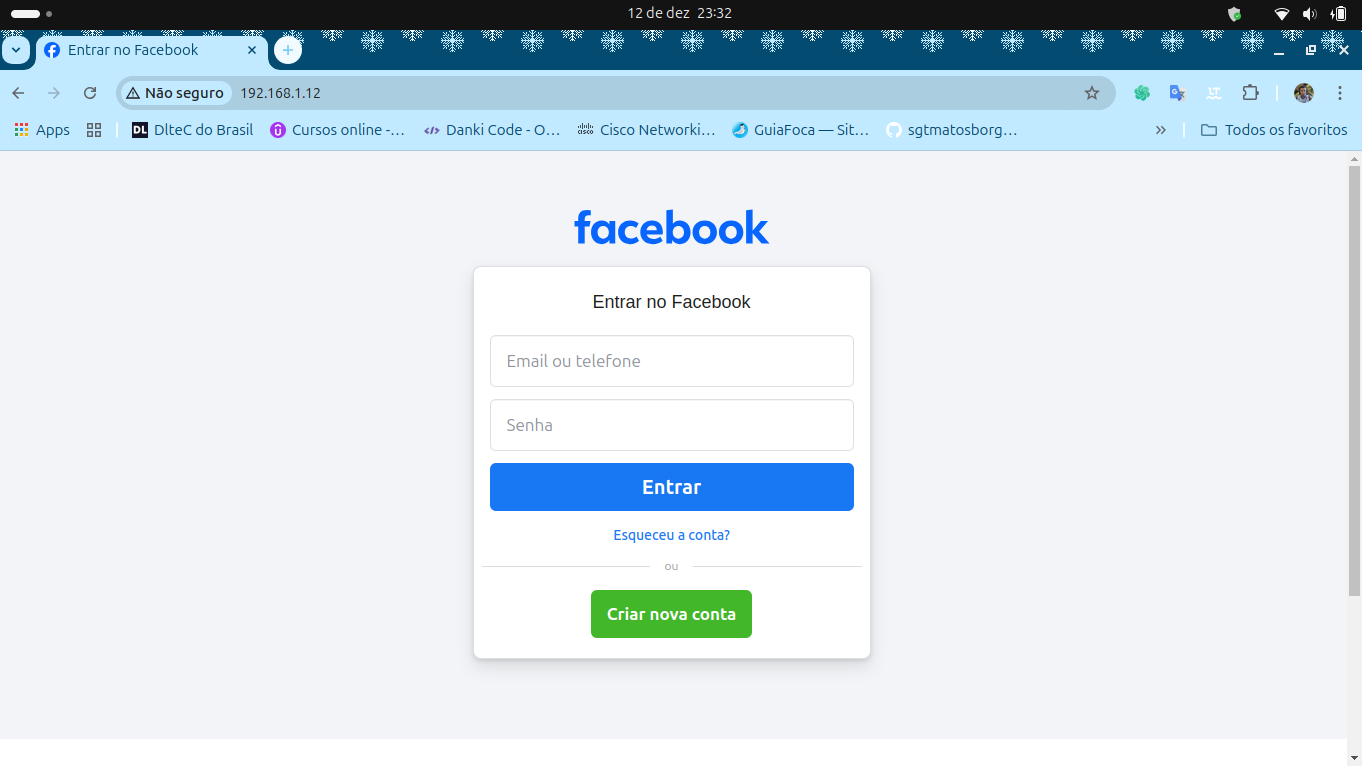 12 de dez 23:32
Entrar no Facebook
Não seguro 192.168.1.12
Apps DL DlteC do Brasil Cursos online -... Danki Code - O... cisco Cisco Networki... GuiaFoca — Sit... sgtmatosborg... Todos os favoritos
facebook
Entrar no Facebook
Email ou telefone
Senha
Entrar
Esqueceu a conta?
ou
Criar nova conta